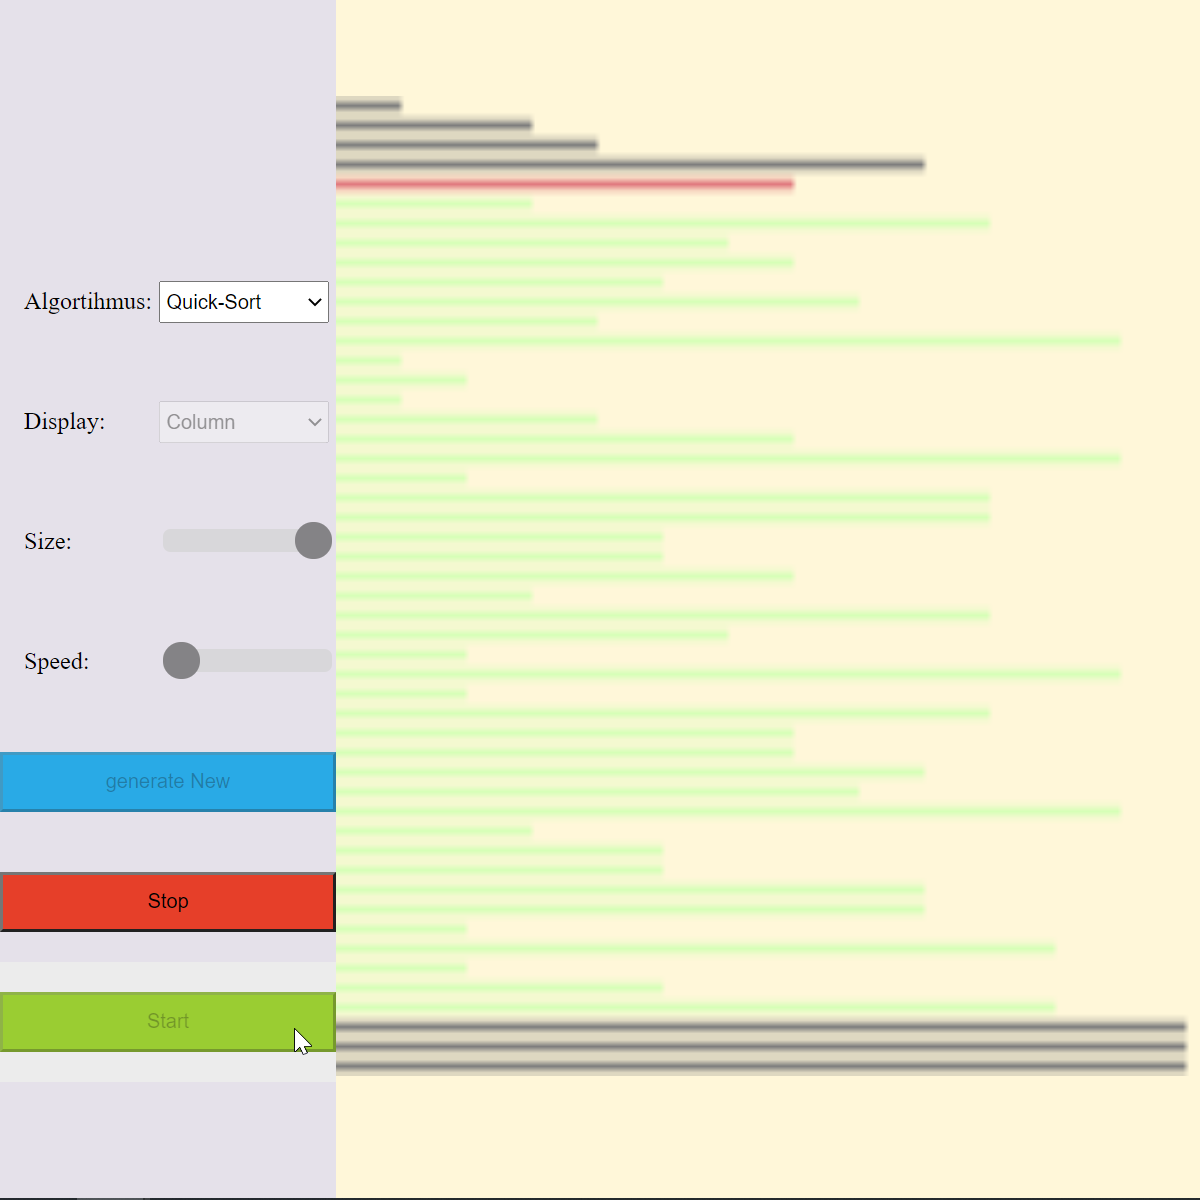 Algortihmus: Quick-Sort
Display: Column
Size:
Speed:
generate New
Stop
Start